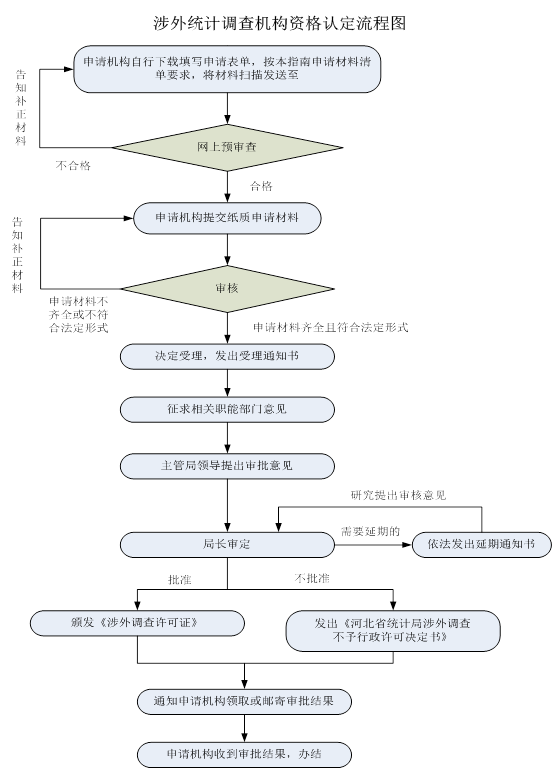 涉外统计调查机构资格认定流程图
申请机构自行下载填写申请表单，按本指南申请材料清
单要求，将材料扫描发送至
告知补正材料
网上预审查
不合格
合格
申请机构提交纸质申请材料
告知补正材料
审核
申请材料不
齐全或不符
合法定形式
申请材料齐全且符合法定形式
决定受理，发出受理通知书
征求相关职能部门意见
主管局领导提出审批意见
研究提出审核意见
局长审定
需要延期的
依法发出延期通知书
批准
不批准
颁发《涉外调查许可证》
发出《河北省统计局涉外调查
不予行政许可决定书》
通知申请机构领取或邮寄审批结果
申请机构收到审批结果，办结